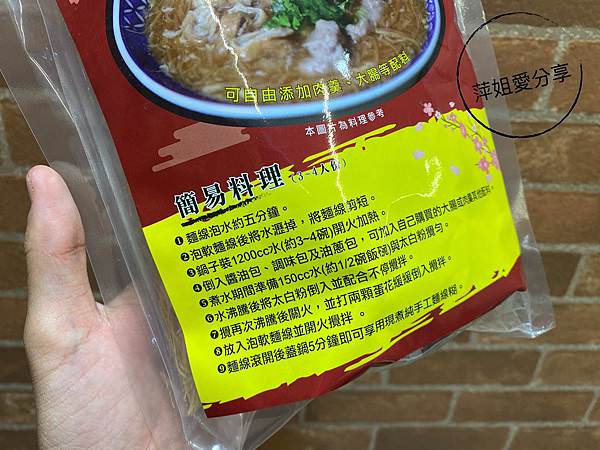 可自由添加肉羹、大腸等配料
本圖片為料理參考
萍姐愛分享
簡易料理(3-4人份)
❶麵線泡水約五分鐘。
❷泡軟麵線後將水瀝掉，將麵線剪短。
❸鍋子裝1200cc水(約3~4碗)開火加熱。
❹倒入醬油包、調味包及油蔥包，可加入自己購買的大腸或肉羹其他配料。
❺煮水期間準備150cc水(約1/2碗飯碗)與太白粉攪勻。
❻水沸騰後將太白粉倒入並配合不停攪拌。
❼攪再次沸騰後關火，並打兩顆蛋花緩緩倒入攪拌。
❽放入泡軟麵線並開火攪拌。
❾麵線滾開後蓋鍋5分鐘即可享用現煮純手工麵線糊。